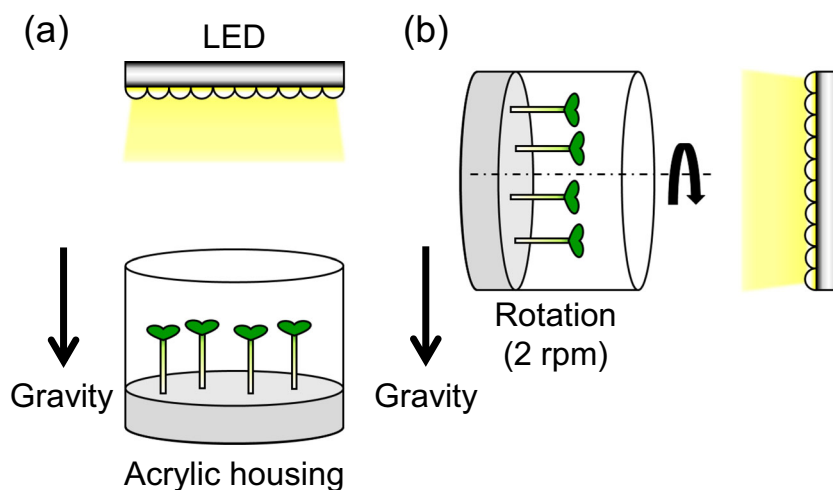 (a)
LED
Gravity
Acrylic housing
(b)
Rotation
(2 rpm)
Gravity